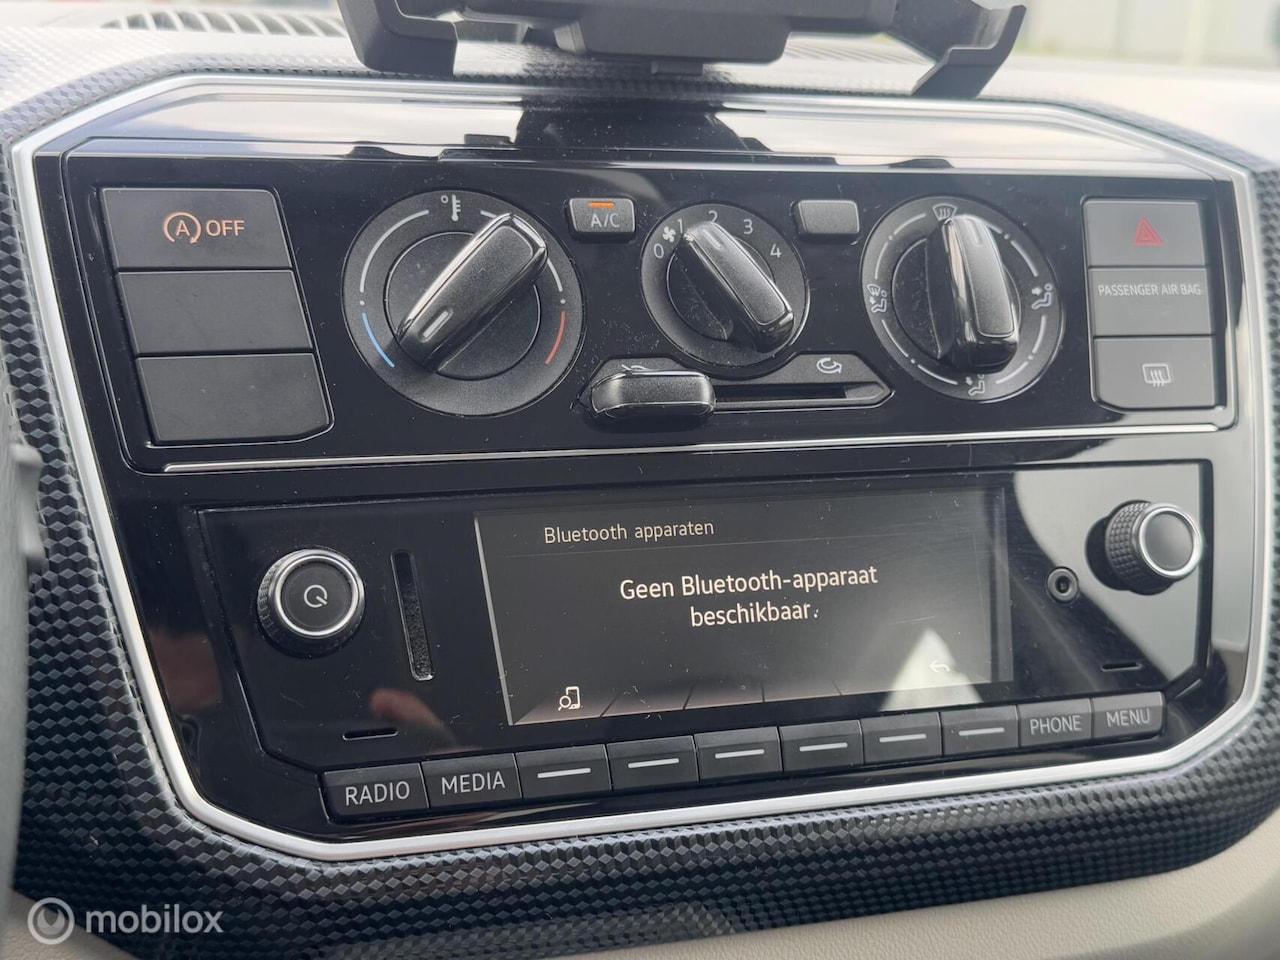 A OFF
A/C
0 1 2 3 4
PASSENGER AIR BAG
Bluetooth apparaten
Geen Bluetooth-apparaat
beschikbaar.
RADIO MEDIA PHONE MENU
mobilox